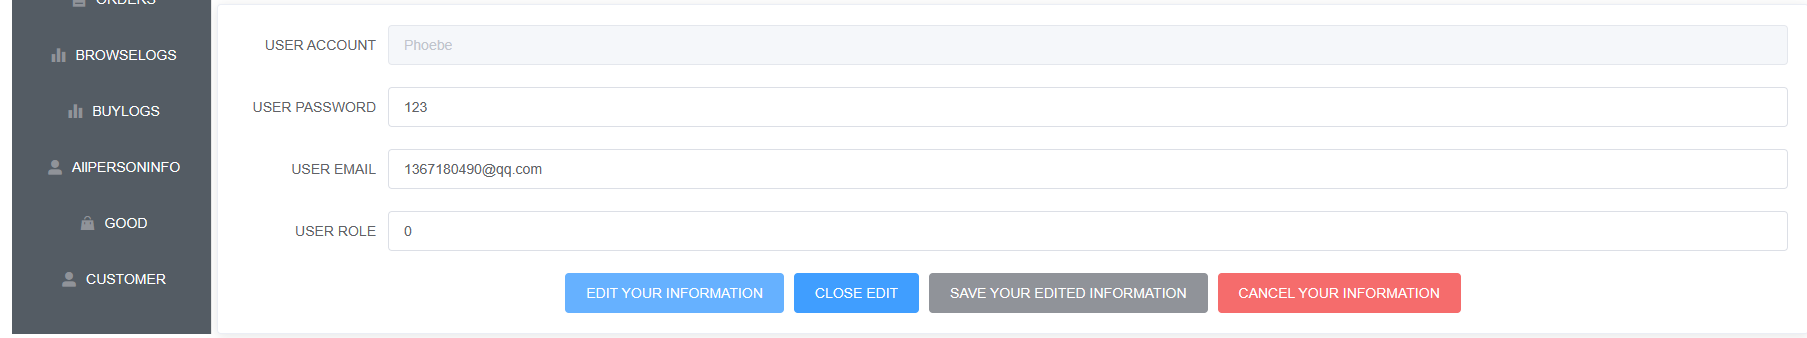 ORDERS
BROWSELOGS
BUYLOGS
AllPERSONINFO
GOOD
CUSTOMER
USER ACCOUNT Phoebe
USER PASSWORD 123
USER EMAIL 1367180490@qq.com
USER ROLE 0
EDIT YOUR INFORMATION CLOSE EDIT SAVE YOUR EDITED INFORMATION CANCEL YOUR INFORMATION